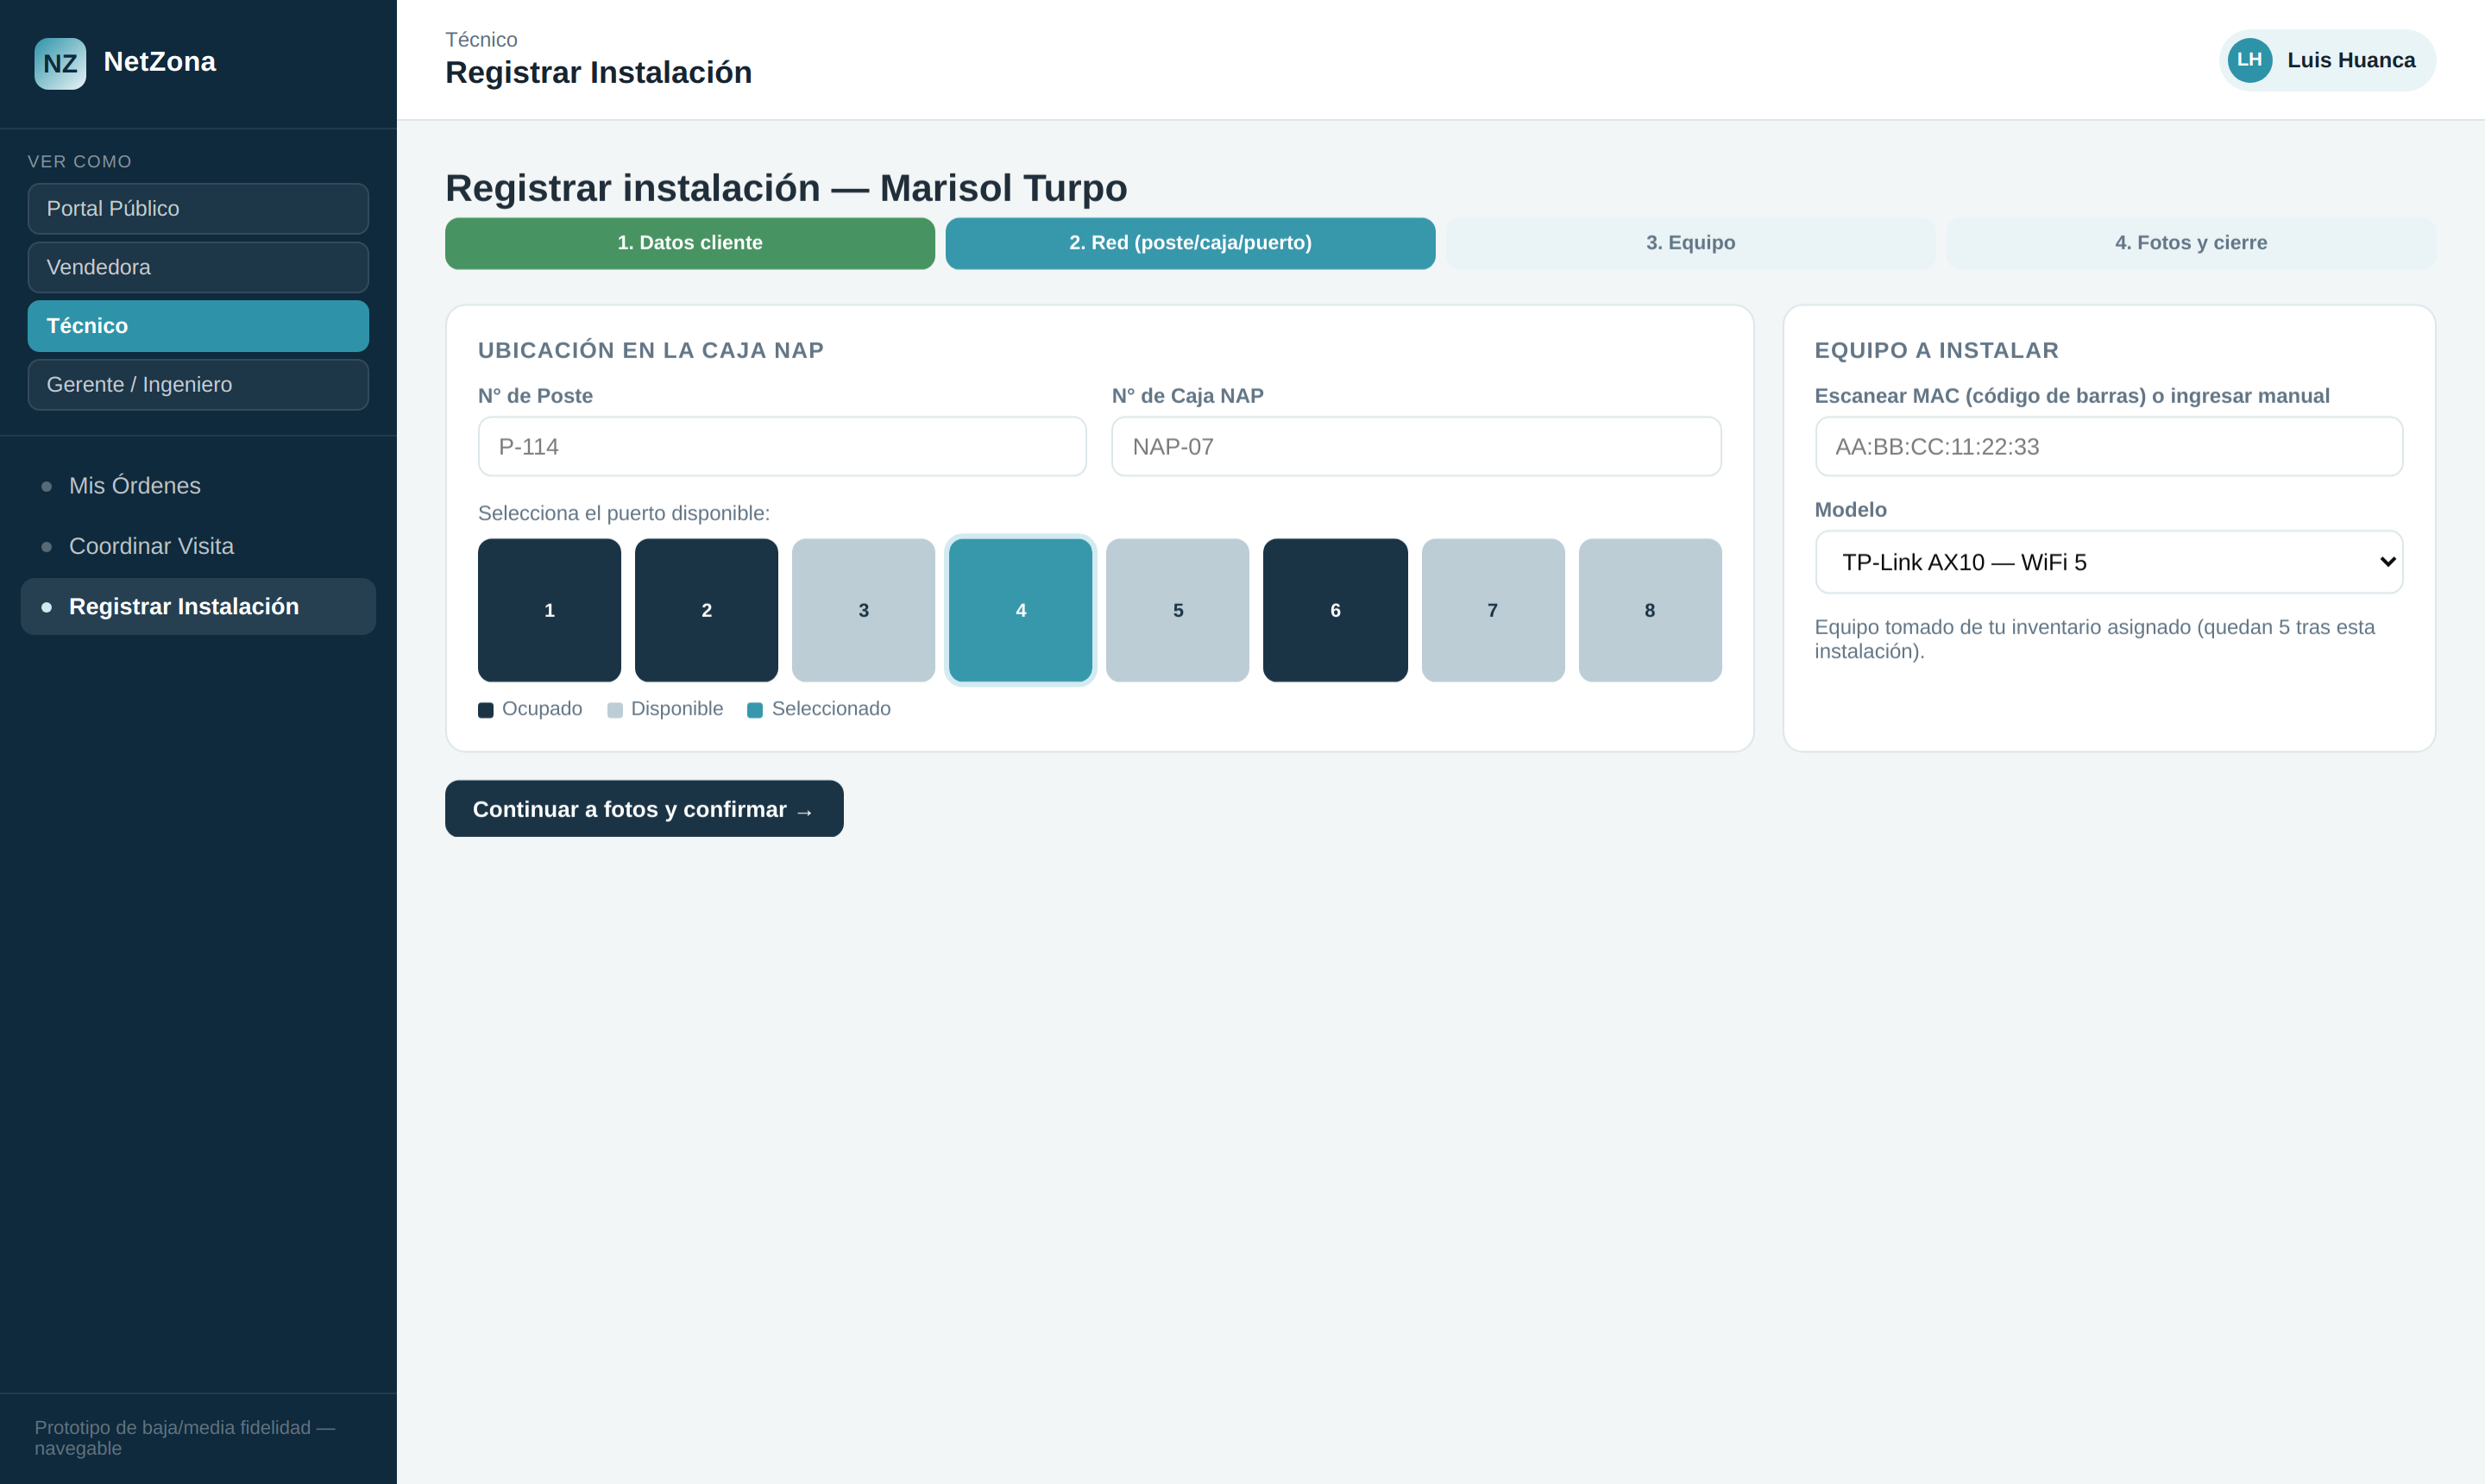 NZ
NetZona
VER COMO
Portal Público
Vendedora
Técnico
Gerente / Ingeniero
Mis Órdenes
Coordinar Visita
Registrar Instalación
Prototipo de baja/media fidelidad —
navegable
Técnico
Registrar Instalación
LH
Luis Huanca
Registrar instalación — Marisol Turpo
1. Datos cliente
2. Red (poste/caja/puerto)
3. Equipo
4. Fotos y cierre
UBICACIÓN EN LA CAJA NAP
N° de Poste
N° de Caja NAP
P-114
NAP-07
Selecciona el puerto disponible:
1
2
3
4
5
6
7
8
Ocupado
Disponible
Seleccionado
EQUIPO A INSTALAR
Escanear MAC (código de barras) o ingresar manual
AA:BB:CC:11:22:33
Modelo
TP-Link AX10 — WiFi 5
Equipo tomado de tu inventario asignado (quedan 5 tras esta
instalación).
Continuar a fotos y confirmar →